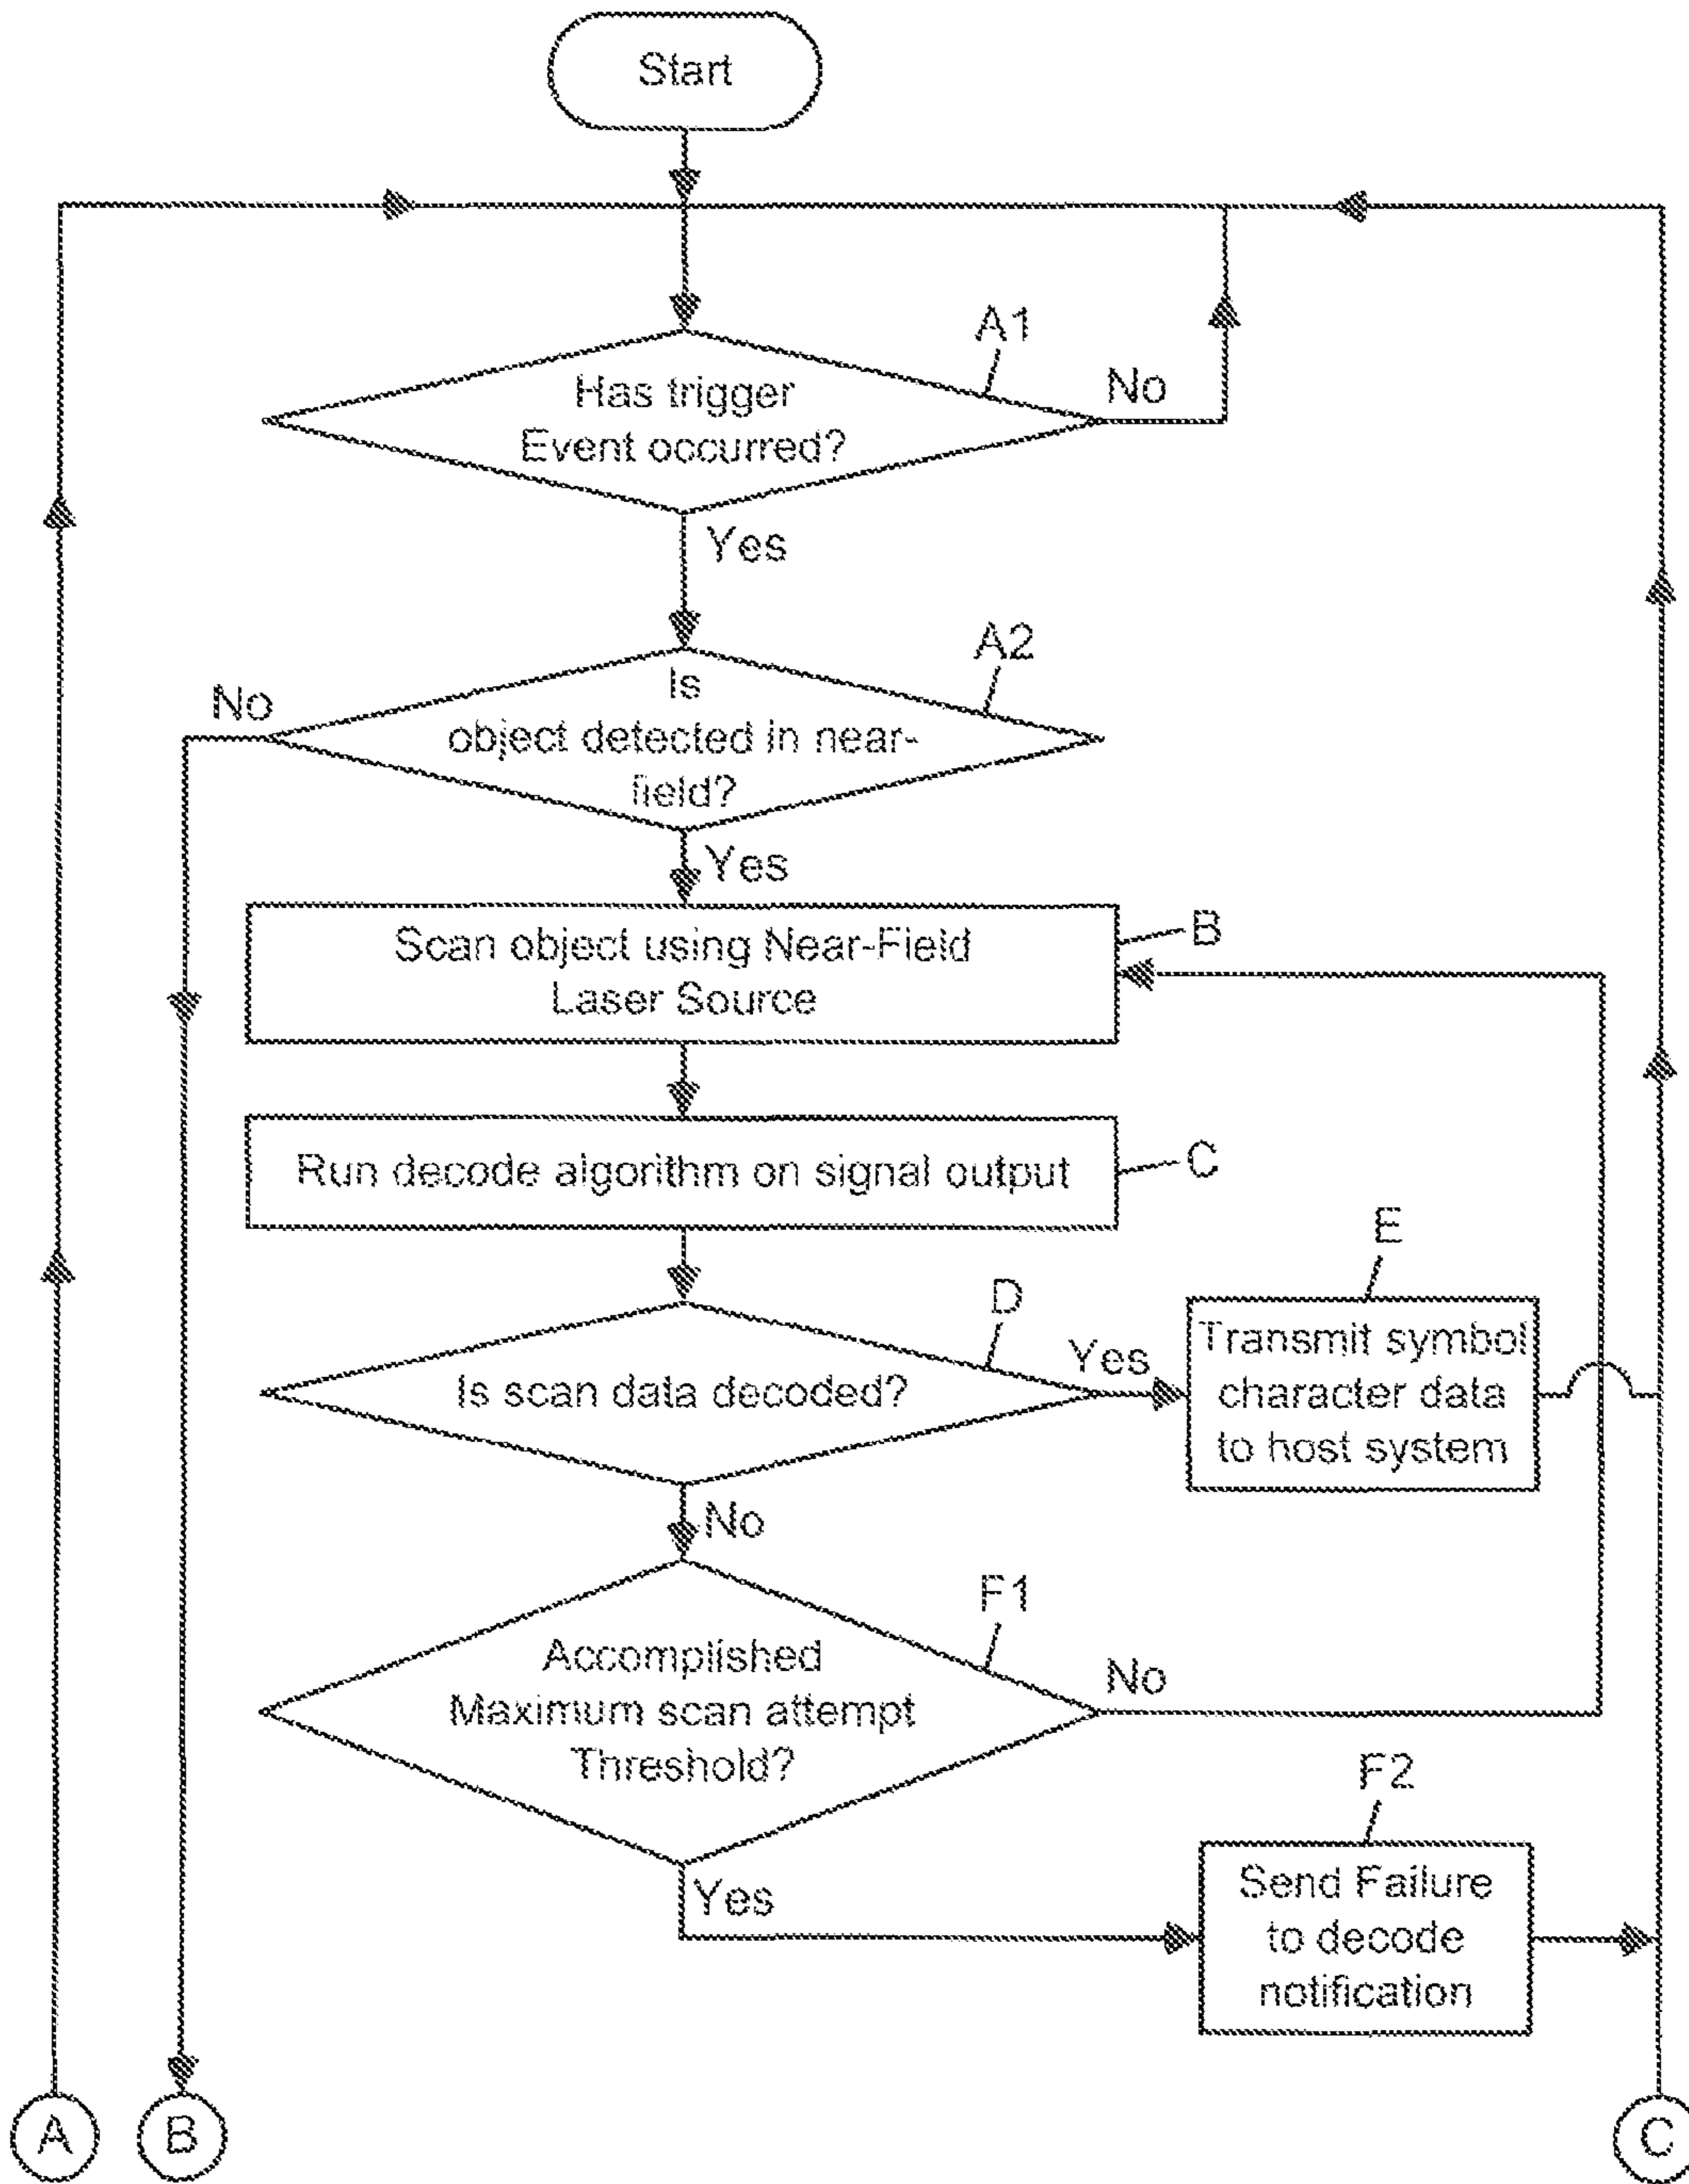 Start
A1
Has trigger
Event occurred?
No
Yes
A2
No
Is
object detected in near-
field?
Yes
Scan object using Near-Field
Laser Source
B
Run decode algorithm on signal output
C
D
Is scan data decoded?
Yes
E
Transmit symbol
character data
to host system
No
F1
Accomplished
Maximum scan attempt
Threshold?
No
Yes
F2
Send Failure
to decode
notification
A
B
C